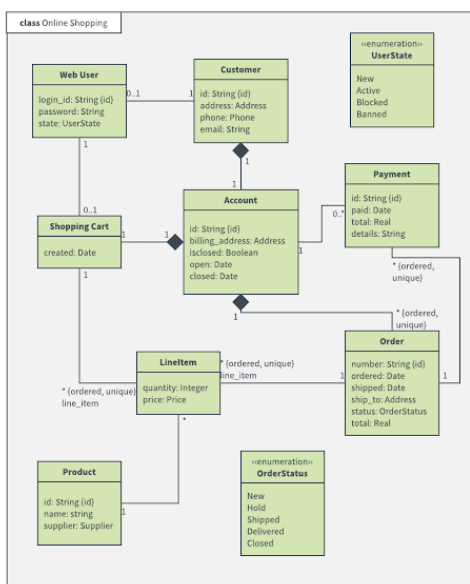 class Online Shopping
«enumeration»
UserState
New
Active
Blocked
Banned
Web User
login_id: String {id}
password: String
state: UserState
0..1
1
Customer
id: String {id}
address: Address
phone: Phone
email: String
1
1
1
0..1
Payment
id: String {id}
paid: Date
total: Real
details: String
0..*
Account
id: String {id}
billing_address: Address
isclosed: Boolean
open: Date
closed: Date
1
1
Shopping Cart
created: Date
1
1
1
* {ordered,
unique}
* {ordered,
unique}
Order
number: String {id}
ordered: Date
shipped: Date
ship_to: Address
status: OrderStatus
total: Real
1
1
LineItem
quantity: Integer
price: Price
* {ordered, unique}
line_item
* {ordered, unique}
line_item
*
Product
id: String {id}
name: string
supplier: Supplier
1
«enumeration»
OrderStatus
New
Hold
Shipped
Delivered
Closed